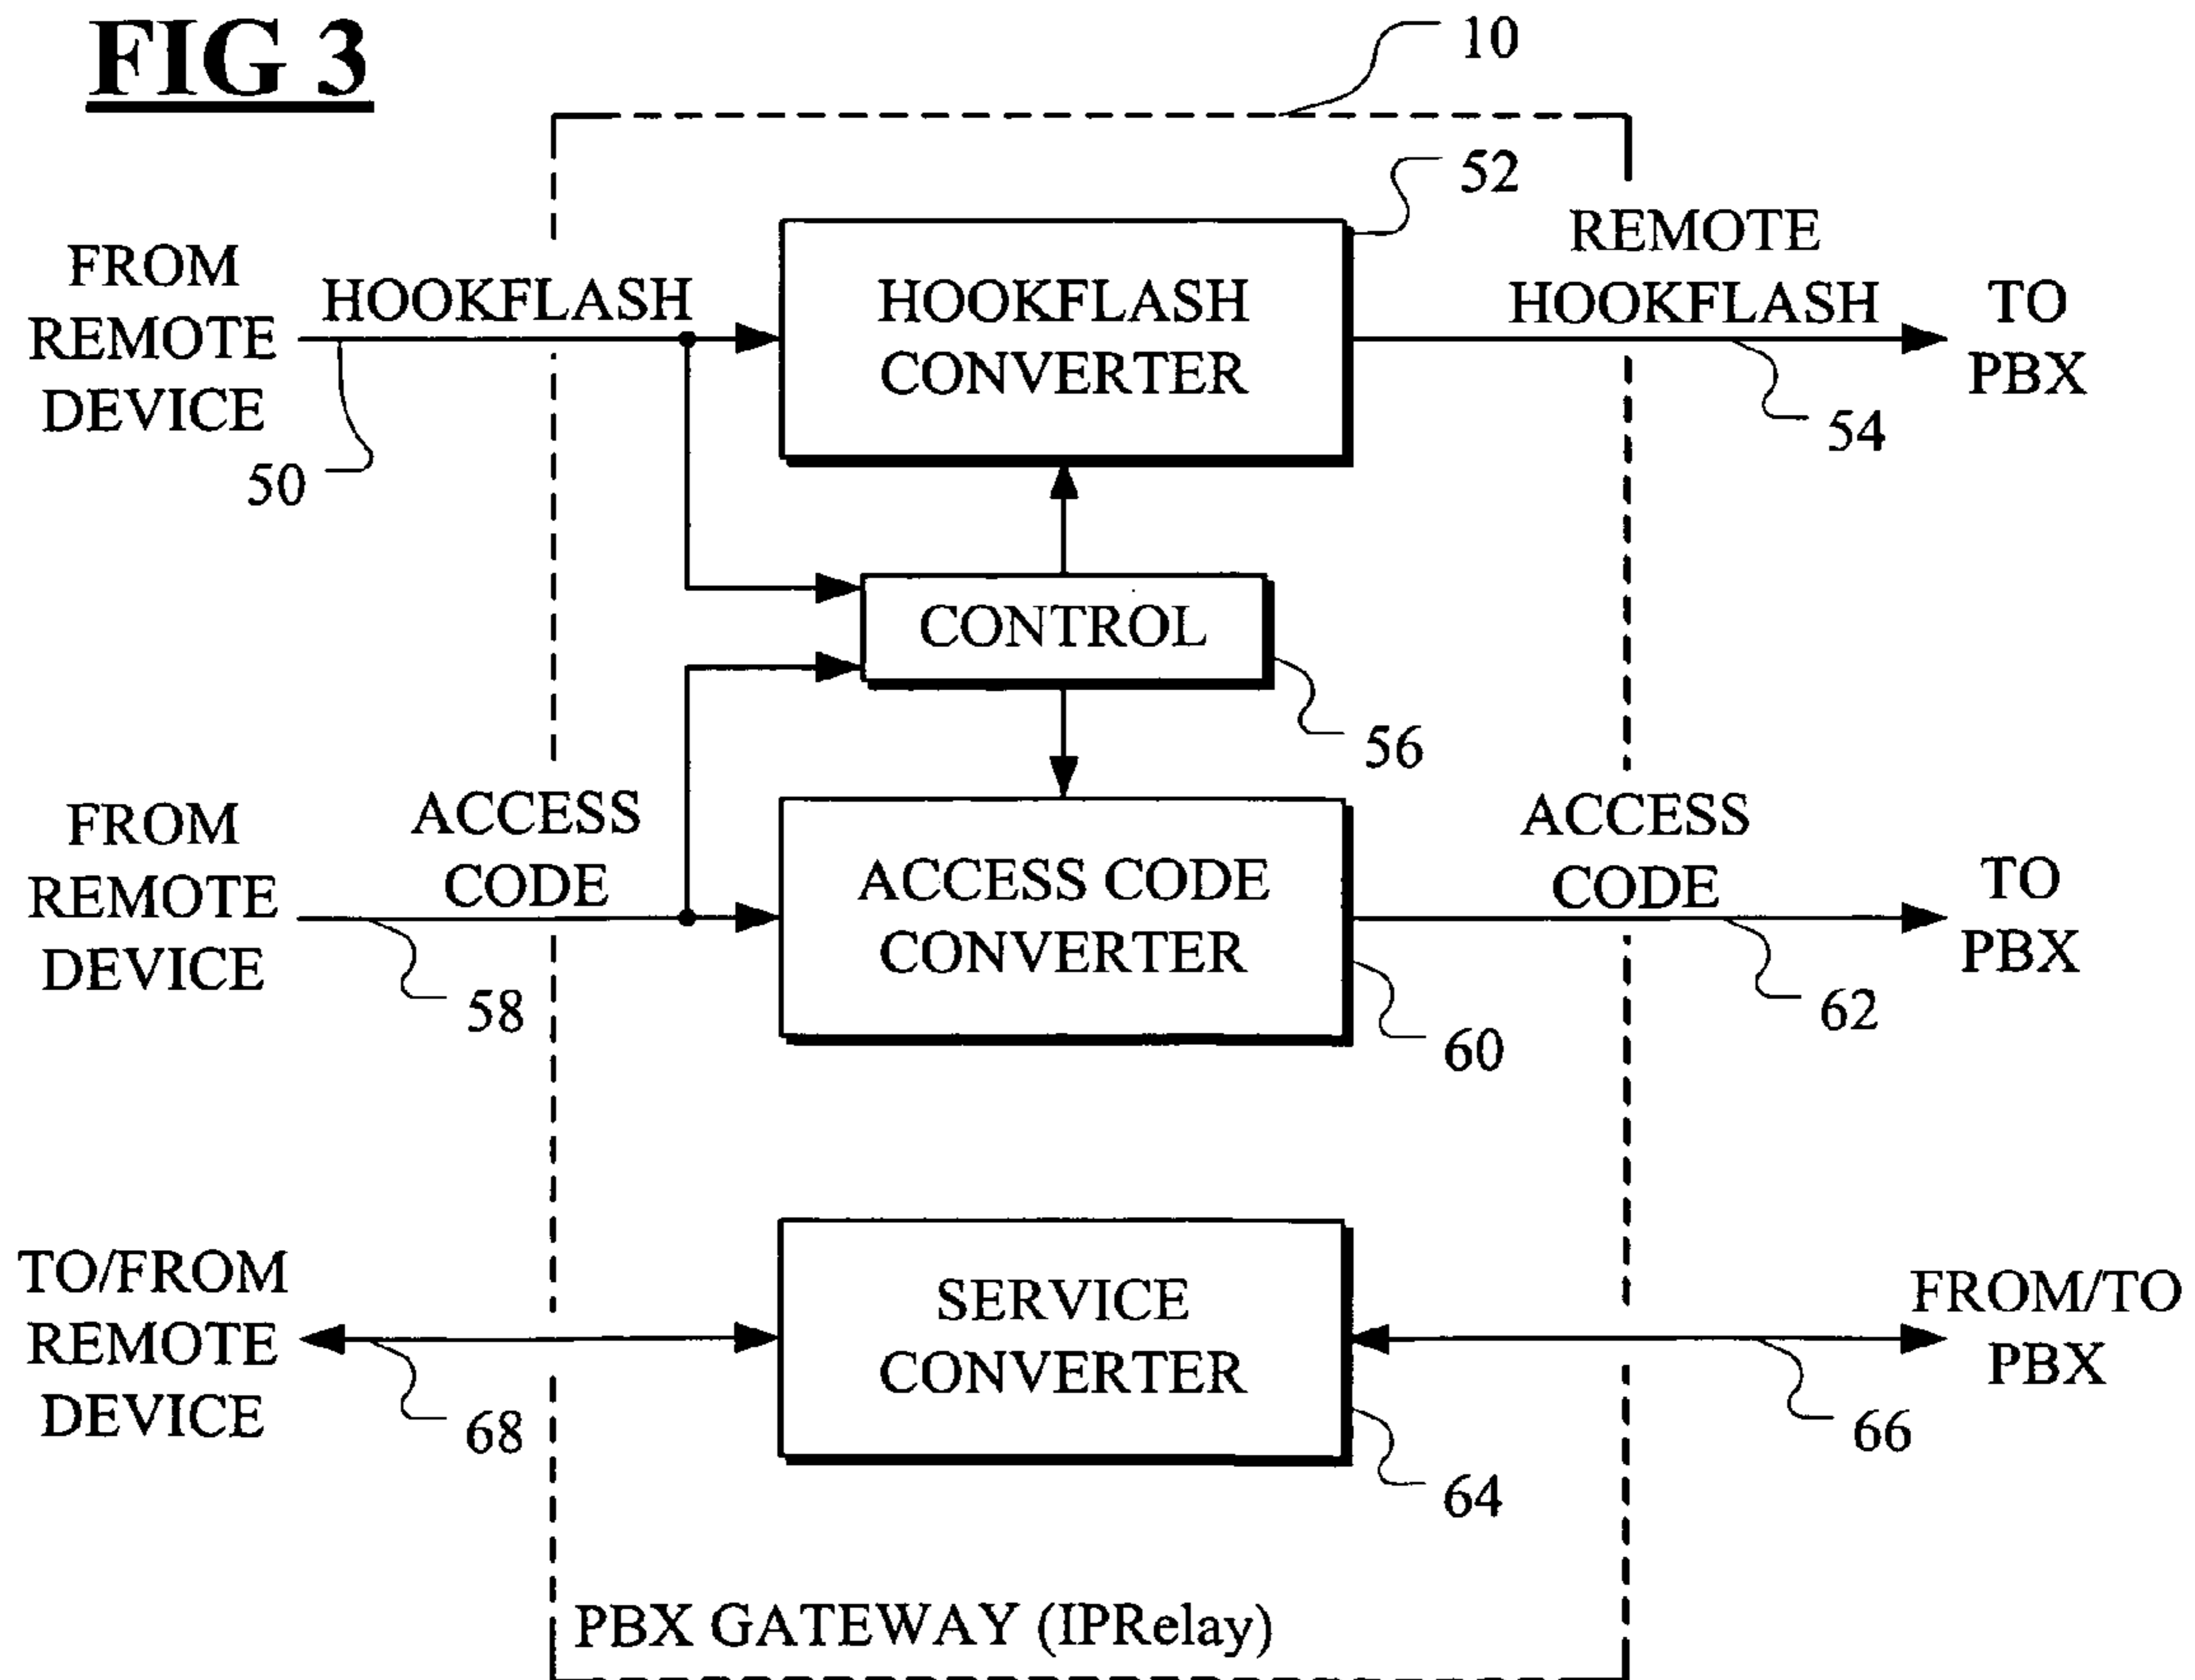 FIG 3
10
52
FROM
REMOTE
DEVICE
HOOKFLASH
50
HOOKFLASH
CONVERTER
REMOTE
HOOKFLASH
TO
PBX
54
CONTROL
56
FROM
REMOTE
DEVICE
ACCESS
CODE
58
ACCESS CODE
CONVERTER
60
ACCESS
CODE
TO
PBX
62
TO/FROM
REMOTE
DEVICE
68
SERVICE
CONVERTER
64
FROM/TO
PBX
66
PBX GATEWAY (IPRelay)